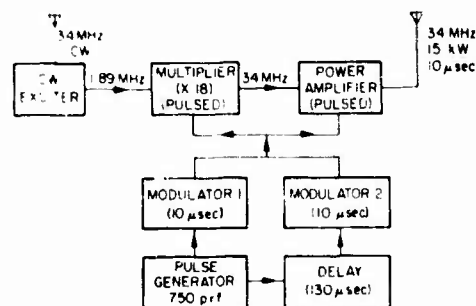 34 MHz
CW
CW
EXCITER
1.89 MHz
MULTIPLIER
(X 18)
(PULSED)
34 MHz
POWER
AMPLIFIER
(PULSED)
34 MHz
15 kW
10 μsec
MODULATOR 1
(10 μsec)
MODULATOR 2
(10 μsec)
PULSE
GENERATOR
750 prf
DELAY
(130 μsec)